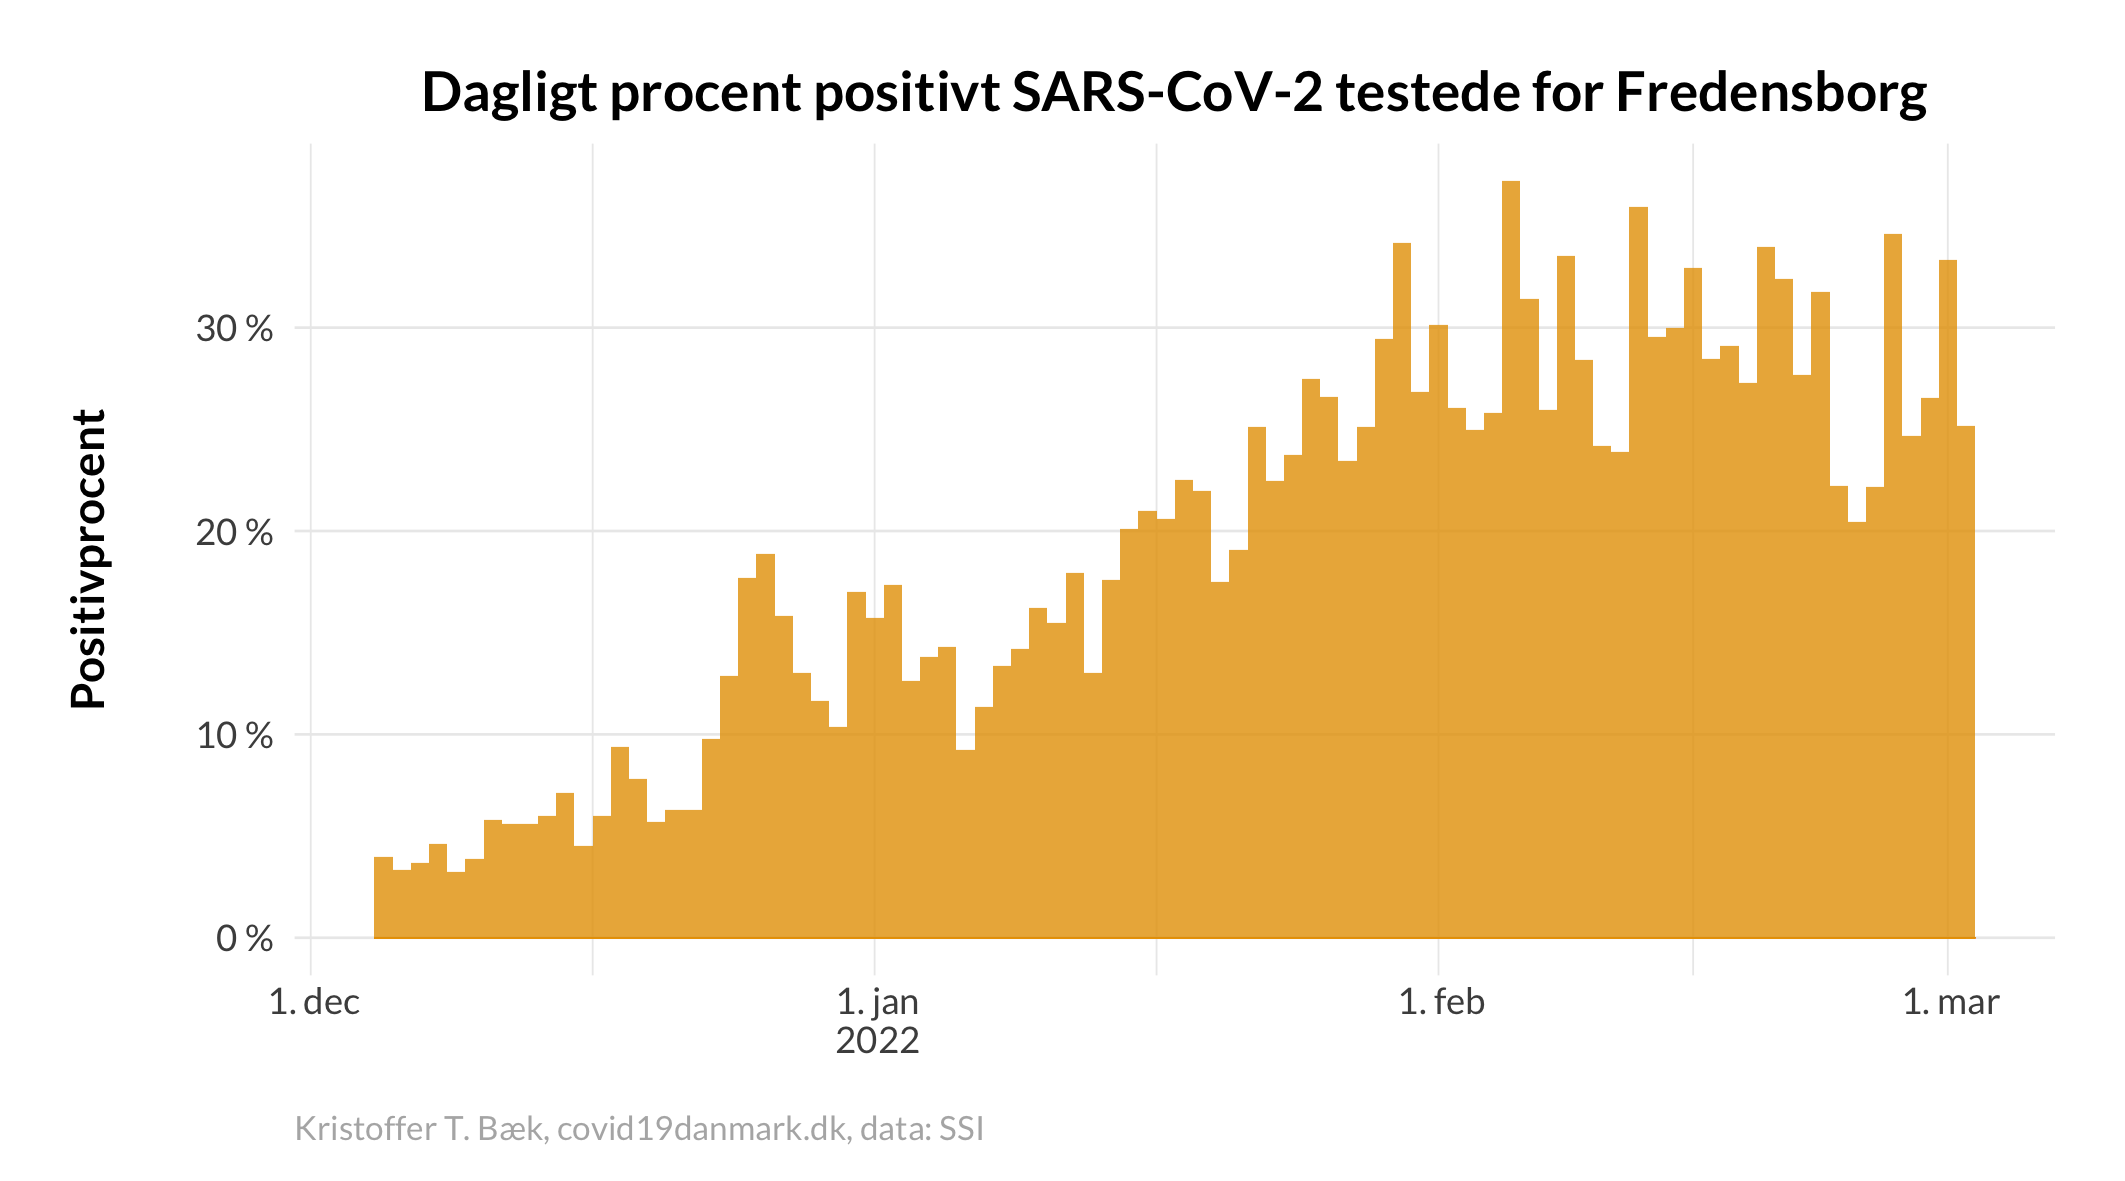 Dagligt procent positivt SARS-CoV-2 testede for Fredensborg
Positivprocent
30 %
20 %
10 %
0 %
1. dec
1. jan
2022
1. feb
1. mar
Kristoffer T. Bæk, covid19danmark.dk, data: SSI